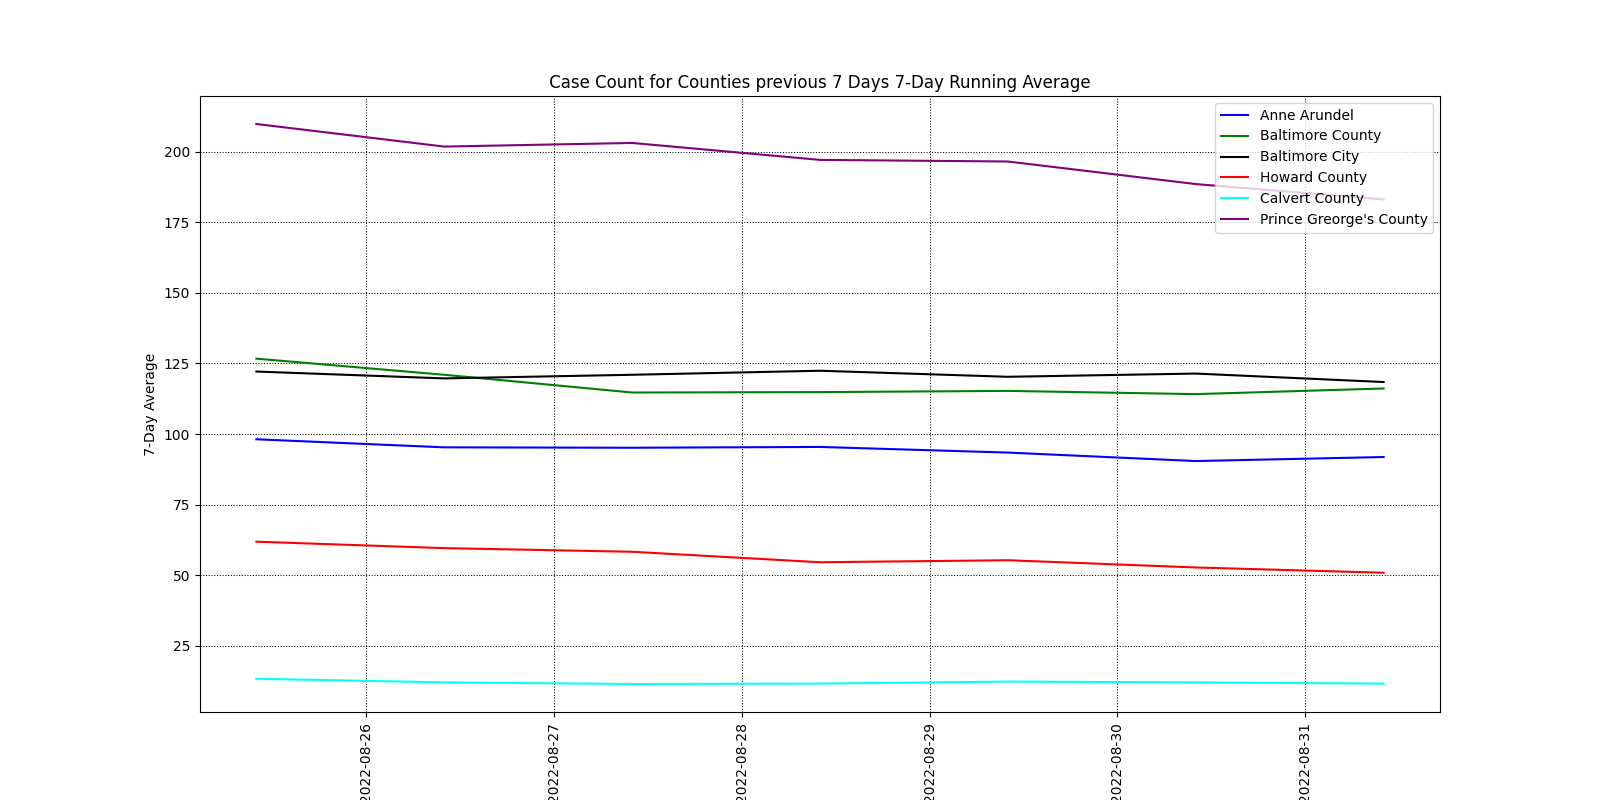 Case Count for Counties previous 7 Days 7-Day Running Average
Anne Arundel
Baltimore County
Baltimore City
Howard County
Calvert County
Prince Greorge's County
7-Day Average
200
175
150
125
100
75
50
25
2022-08-26
2022-08-27
2022-08-28
2022-08-29
2022-08-30
2022-08-31